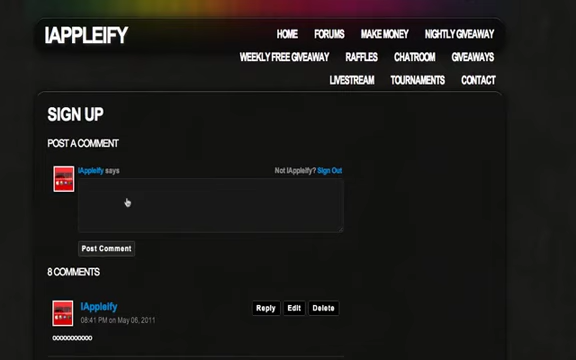 IAPPLEIFY
HOME FORUMS MAKE MONEY NIGHTLY GIVEAWAY
WEEKLY FREE GIVEAWAY RAFFLES CHATROOM GIVEAWAYS
LIVESTREAM TOURNAMENTS CONTACT
SIGN UP
POST A COMMENT
IAppleify says Not IAppleify? Sign Out
Post Comment
8 COMMENTS
IAppleify Reply Edit Delete
08:41 PM on May 06, 2011
ooooooooooo